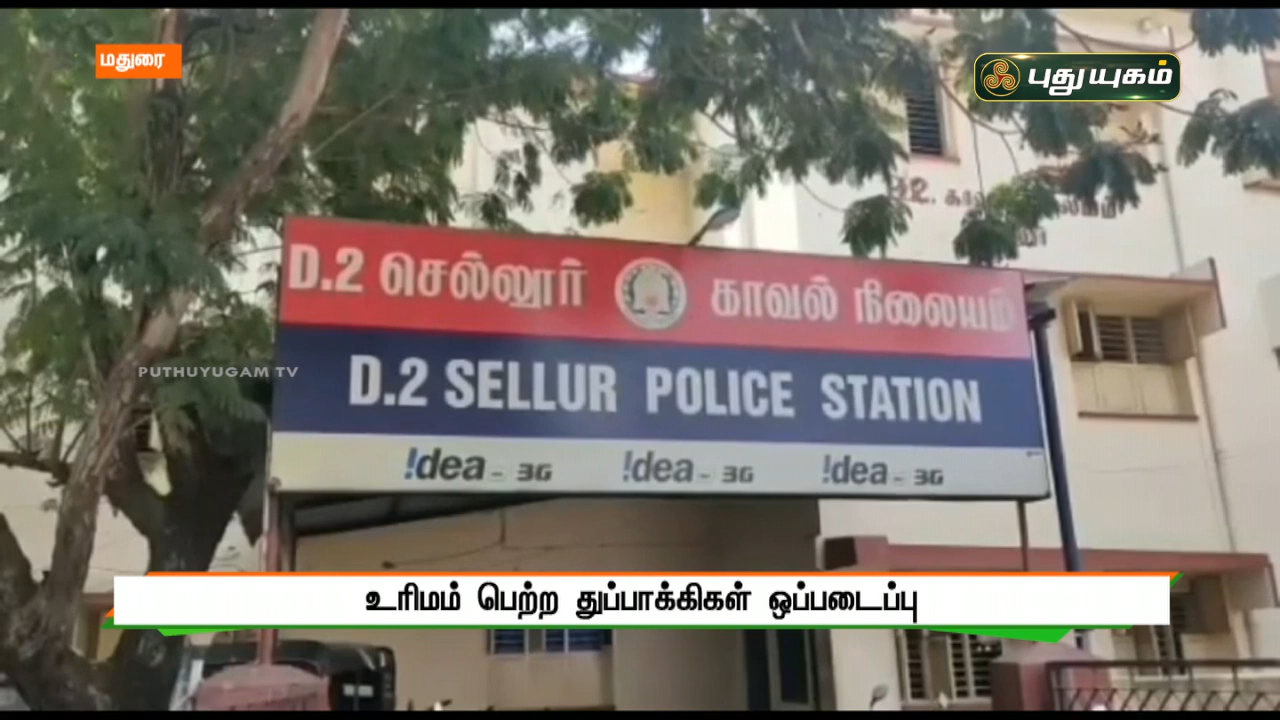 மதுரை
புதுயுகம்
D.2 செல்லூர் காவல் நிலையம்
PUTHUYUGAM TV
D.2 SELLUR POLICE STATION
!dea - 3G !dea - 3G !dea - 3G
உரிமம் பெற்ற துப்பாக்கிகள் ஒப்படைப்பு